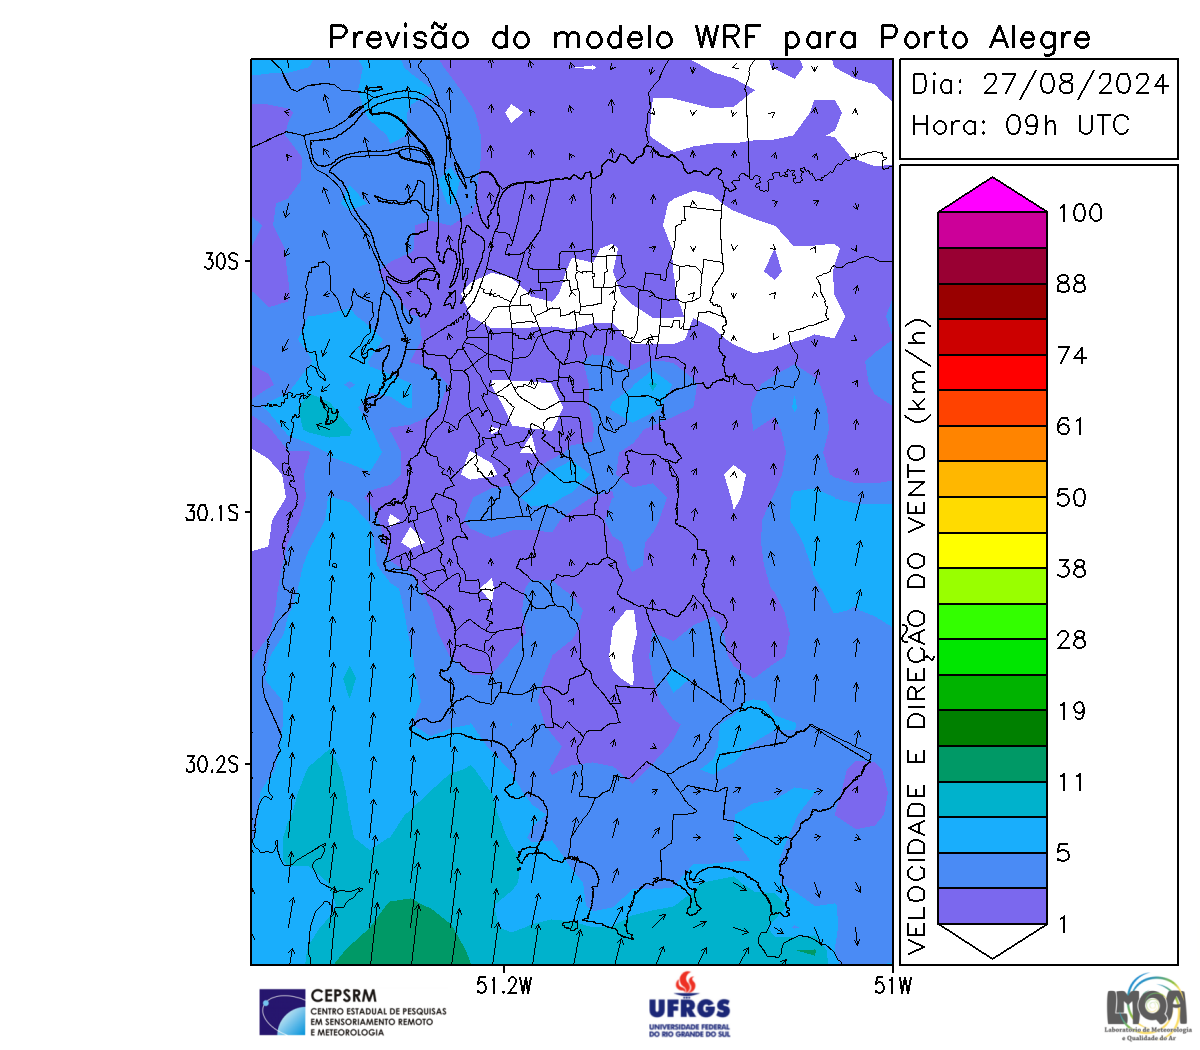 Previsão do modelo WRF para Porto Alegre
Dia: 27/08/2024
Hora: 09h UTC
100
88
74
61
50
38
28
19
11
5
1
VELOCIDADE E DIREÇÃO DO VENTO (km/h)
30S
30.1S
30.2S
51.2W
51W
CEPSRM
CENTRO ESTADUAL DE PESQUISAS
EM SENSORIAMENTO REMOTO
E METEOROLOGIA
UFRGS
UNIVERSIDADE FEDERAL
DO RIO GRANDE DO SUL
LMQA
Laboratório de Meteorologia
e Qualidade do Ar